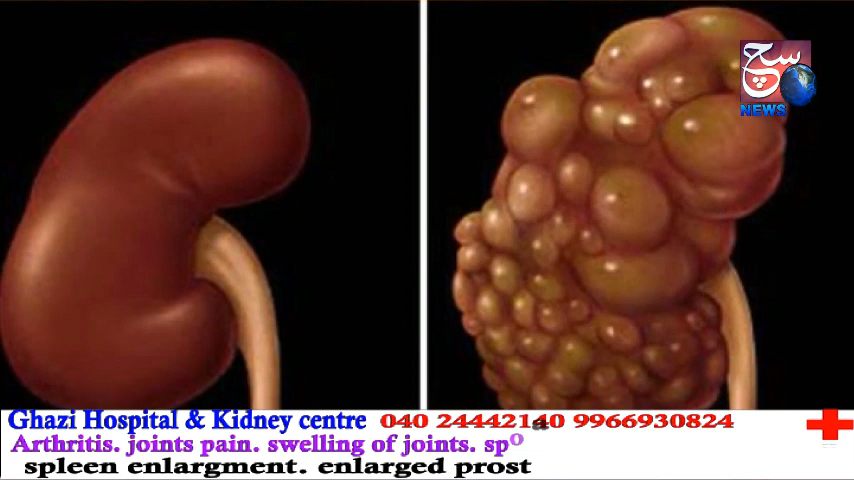 سچ
NEWS
Ghazi Hospital & Kidney centre 040 24442140 9966930824
Arthritis. joints pain. swelling of joints. spo
spleen enlargment. enlarged prost